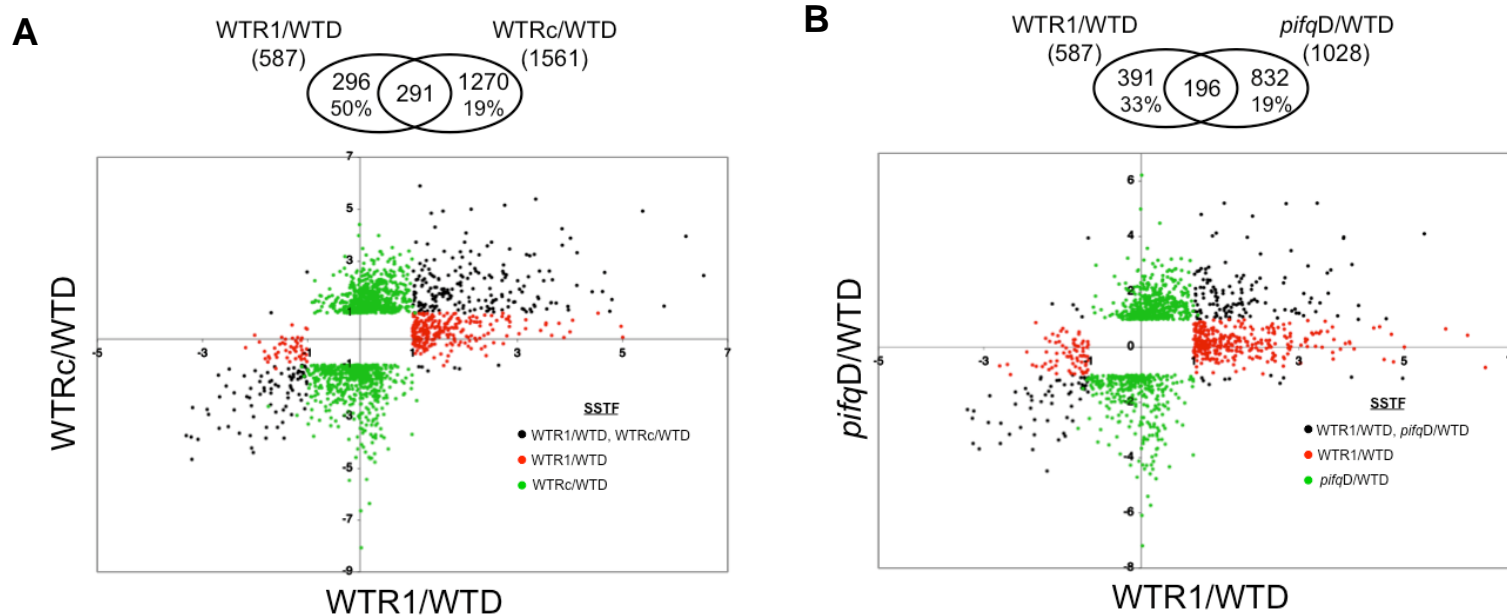 A
WTR1/WTD
(587)
WTRc/WTD
(1561)
296
50%
291
1270
19%
7
5
3
1
-1
-3
-5
-7
-9
-5
-3
-1
1
3
5
7
WTRc/WTD
WTR1/WTD
SSTF
WTR1/WTD, WTRc/WTD
WTR1/WTD
WTRc/WTD
B
WTR1/WTD
(587)
pifqD/WTD
(1028)
391
33%
196
832
19%
6
4
2
0
-2
-4
-6
-8
-5
-3
-1
1
3
5
pifqD/WTD
WTR1/WTD
SSTF
WTR1/WTD, pifqD/WTD
WTR1/WTD
pifqD/WTD